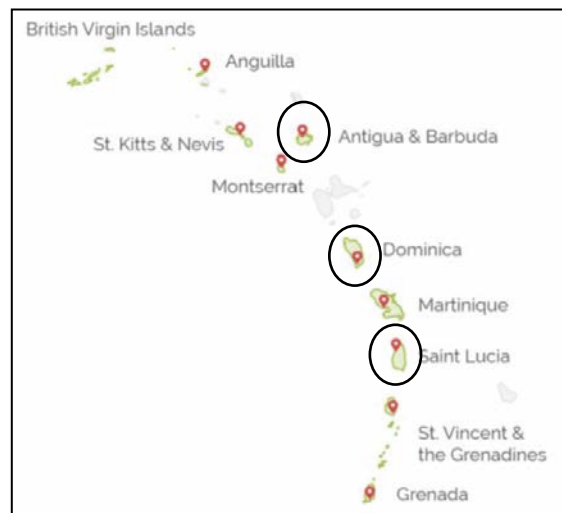 British Virgin Islands
Anguilla
St. Kitts & Nevis
Antigua & Barbuda
Montserrat
Dominica
Martinique
Saint Lucia
St. Vincent &
the Grenadines
Grenada